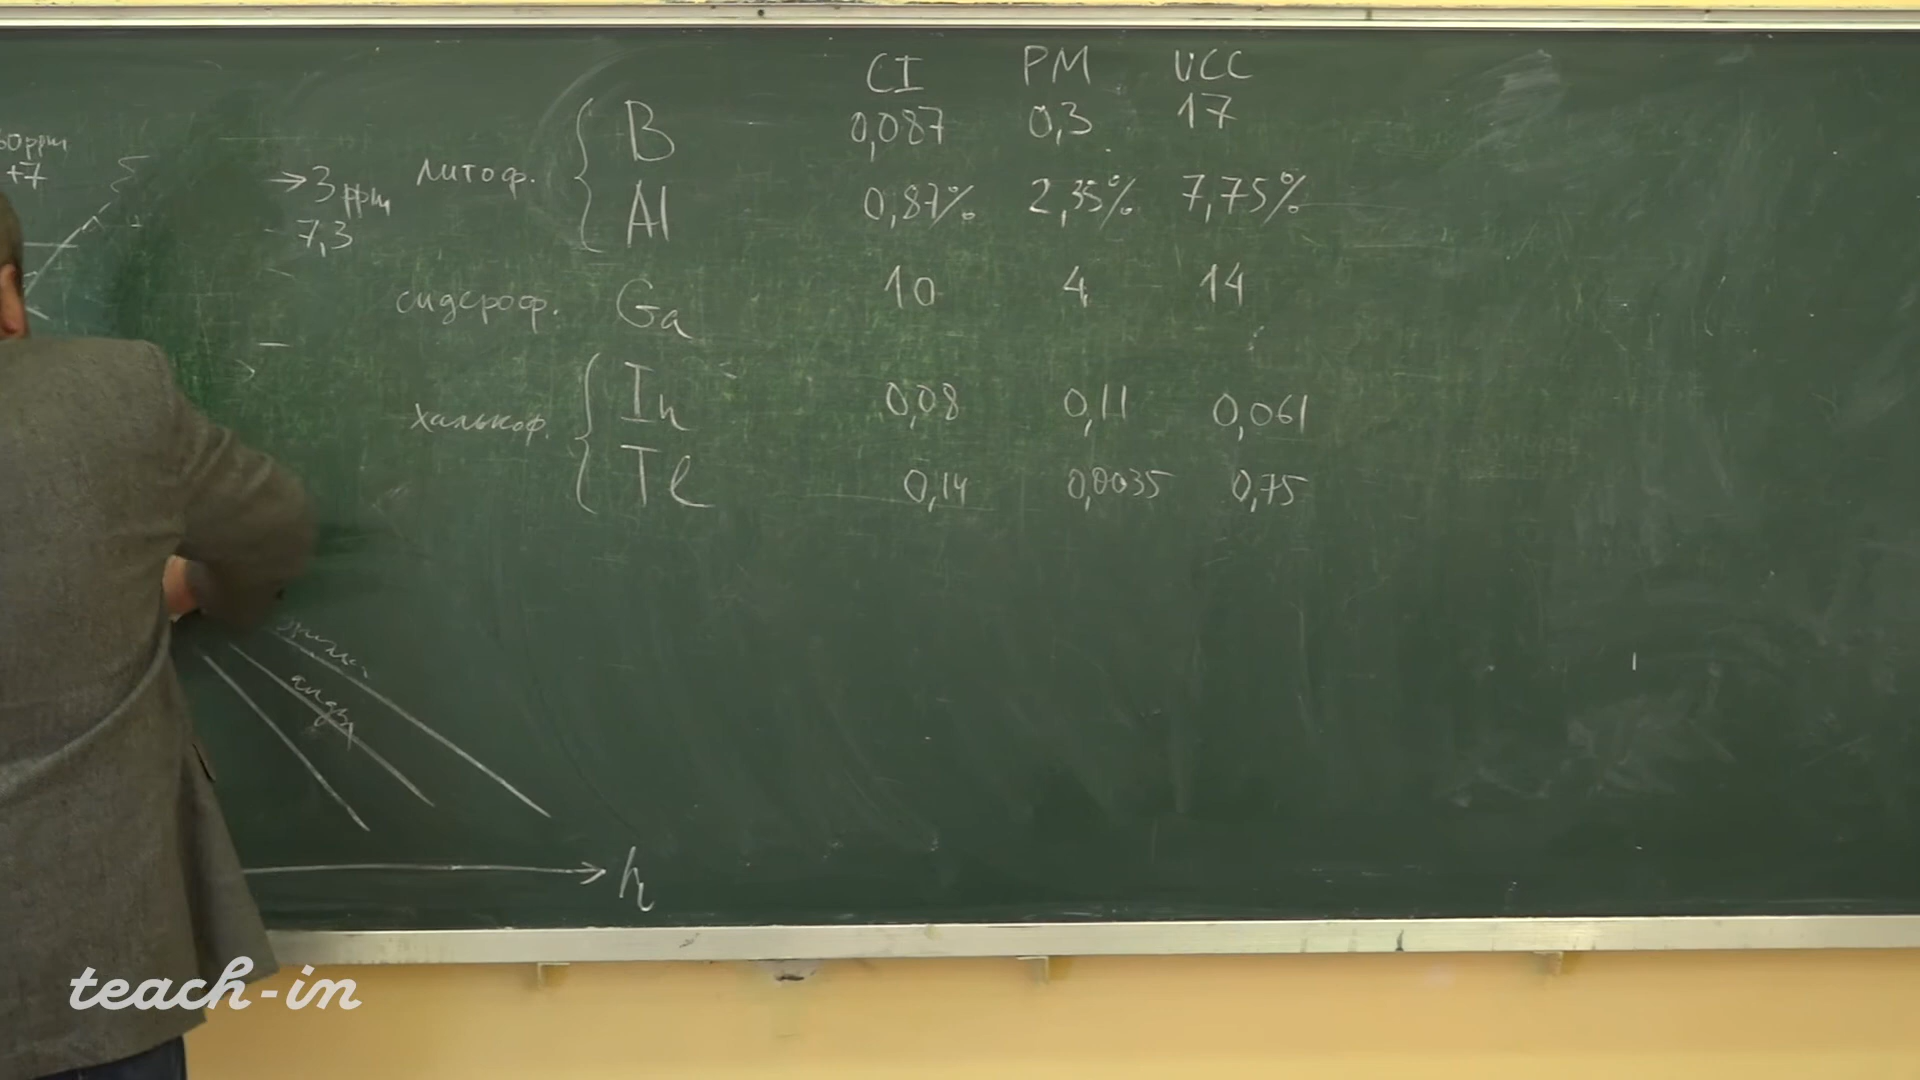 CI PM UCC
литоф. B 0,087 0,3 17
Al 0,87% 2,35% 7,75%
сидероф. Ga 10 4 14
халькоф. In 0,08 0,11 0,061
Tl 0,14 0,0035 0,75
+7
→ 3 ppm
7,3
h
teach-in